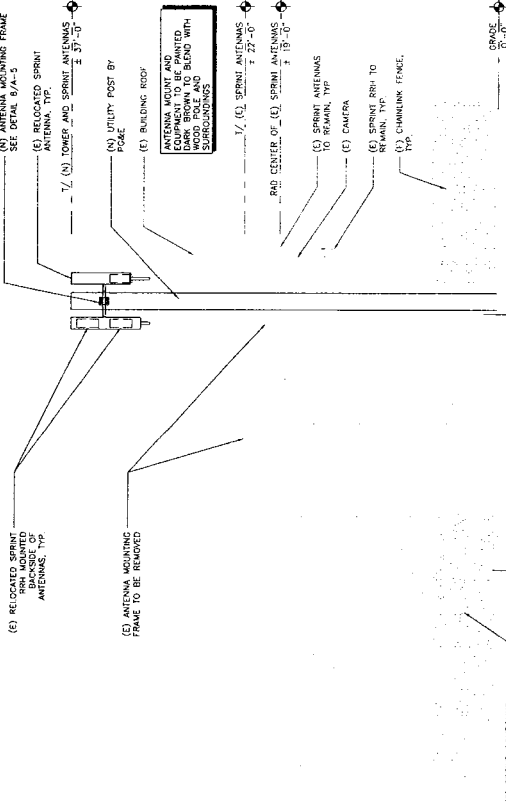 (N) ANTENNA MOUNTING FRAME
SEE DETAIL 6/A-5
(E) RELOCATED SPRINT
ANTENNA, TYP.
T/ (N) TOWER AND SPRINT ANTENNAS
± 37'-0"
(N) UTILITY POST BY
PG&E
(E) BUILDING ROOF
ANTENNA MOUNT AND
EQUIPMENT TO BE PAINTED
DARK BROWN TO BLEND WITH
WOOD POLE AND
SURROUNDINGS
T/ (E) SPRINT ANTENNAS
± 22'-0"
RAD CENTER OF (E) SPRINT ANTENNAS
± 19'-0"
(E) SPRINT ANTENNAS
TO REMAIN, TYP
(E) CAMERA
(E) SPRINT RRH TO
REMAIN, TYP.
(E) CHAINLINK FENCE,
TYP.
GRADE
0'-0"
(E) RELOCATED SPRINT
RRH MOUNTED
BACKSIDE OF
ANTENNAS, TYP.
(E) ANTENNA MOUNTING
FRAME TO BE REMOVED